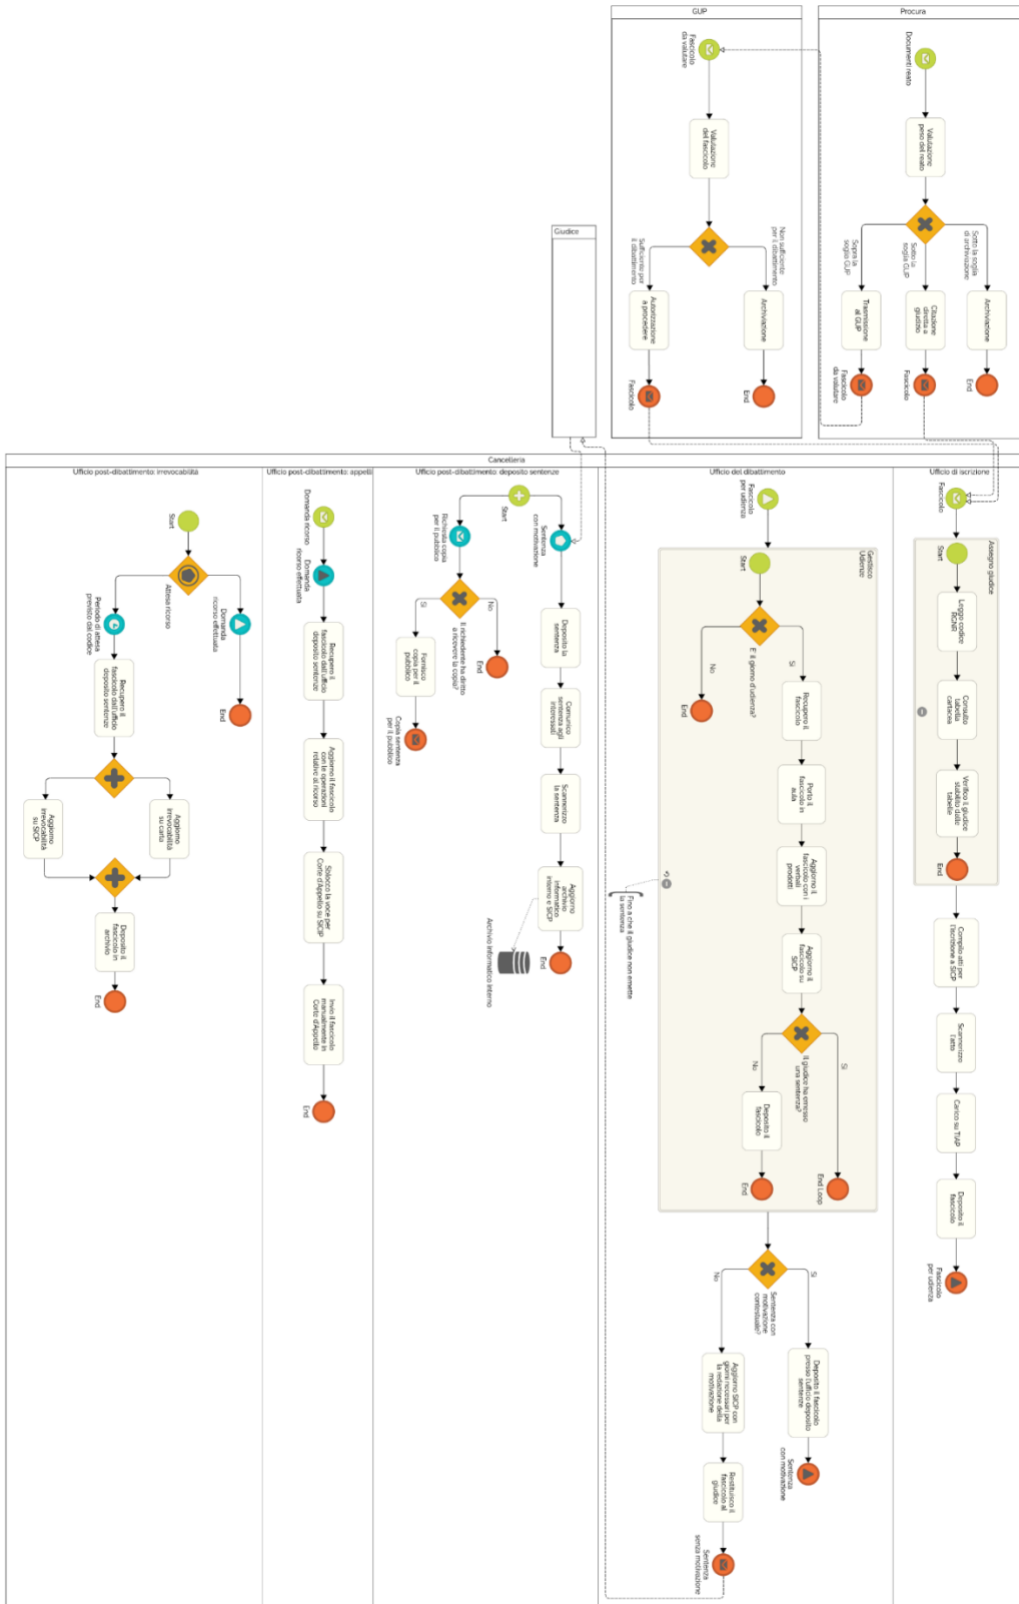 Procura
Documenti reato
Valutazione
peso del reato
Sotto la soglia
di archiviazione
Archiviazione
End
Sotto la
soglia GUP
Citazione
diretta a
giudizio
Fascicolo
Sopra la
soglia GUP
Trasmissione
al GUP
Fascicolo
da valutare
GUP
Fascicolo
da valutare
Valutazione
del fascicolo
Non sufficiente
per il dibattimento
Archiviazione
End
Sufficiente per
il dibattimento
Autorizzazione
a procedere
Fascicolo
Giudice
Cancelleria
Ufficio di iscrizione
Fascicolo
Assegno giudice
Start
Leggo codice
RGNR
Consulto
tabella
cartacea
Verifico il giudice
stabilito dalle
tabelle
End
Compilo atti per
l'iscrizione a SICP
Scannerizzo
l'atto
Carico su TIAP
Deposito il
fascicolo
Fascicolo
per udienza
Ufficio del dibattimento
Fascicolo
per udienza
Gestisco
Udienze
Start
E' il giorno d'udienza?
Si
No
End
Recupero il
fascicolo
Porto il
fascicolo in
aula
Aggiorno il
fascicolo con i
verbali
prodotti
Aggiorno il
fascicolo su
SICP
Il giudice ha emesso
una sentenza?
Si
End Loop
No
Deposito il
fascicolo
End
Fino a che il giudice non emette
la sentenza
Sentenza con
motivazione
contestuale?
Si
Deposito il fascicolo
presso l'ufficio deposito
sentenze
Sentenza
con motivazione
No
Aggiorno SICP con
giorni necessari per
la redazione della
motivazione
Restituisco il
fascicolo al
giudice
Sentenza
senza motivazione
Ufficio post-dibattimento: deposito sentenze
Start
Sentenza
con motivazione
Deposito la
sentenza
Comunico
sentenza agli
interessati
Scannerizzo
la sentenza
Aggiorno
archivio
informatico
interno e SICP
End
Archivio informatico interno
Richiesta copia
per il pubblico
Il richiedente ha diritto
a ricevere la copia?
No
End
Si
Fornisco
copia per il
pubblico
Copia sentenza
per il pubblico
Ufficio post-dibattimento: appelli
Domanda ricorso
Domanda
ricorso effettuata
Recupero il
fascicolo dall'ufficio
deposito sentenze
Aggiorno il fascicolo
con le operazioni
relative al ricorso
Sblocco la voce per
Corte d'Appello su SICP
Invio il fascicolo
manualmente in
Corte d'Appello
End
Ufficio post-dibattimento: irrevocabilità
Start
Attesa ricorso
Domanda
ricorso effettuata
End
Periodo di attesa
previsto dal codice
Recupero il
fascicolo dall'ufficio
deposito sentenze
Aggiorno
irrevocabilità
su carta
Aggiorno
irrevocabilità
su SICP
Deposito il
fascicolo in
archivio
End